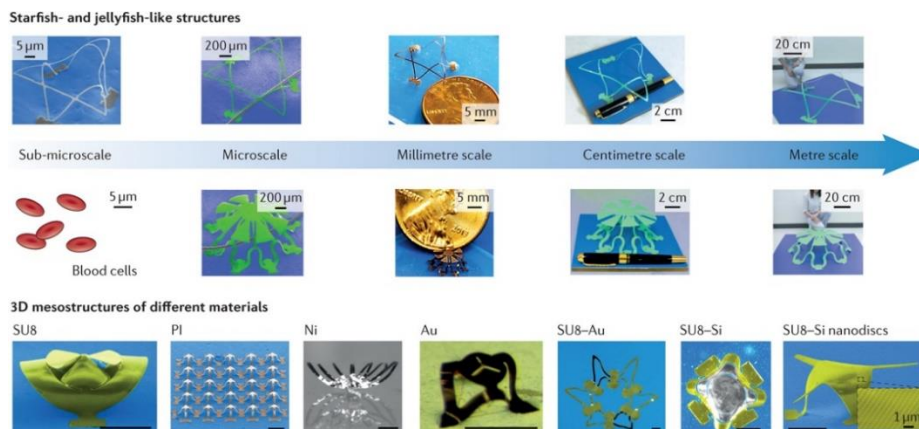 Starfish- and jellyfish-like structures
5 µm
200 µm
5 mm
2 cm
20 cm
Sub-microscale
Microscale
Millimetre scale
Centimetre scale
Metre scale
5 µm
200 µm
5 mm
2 cm
20 cm
Blood cells
3D mesostructures of different materials
SU8
PI
Ni
Au
SU8–Au
SU8–Si
SU8–Si nanodiscs
1 µm